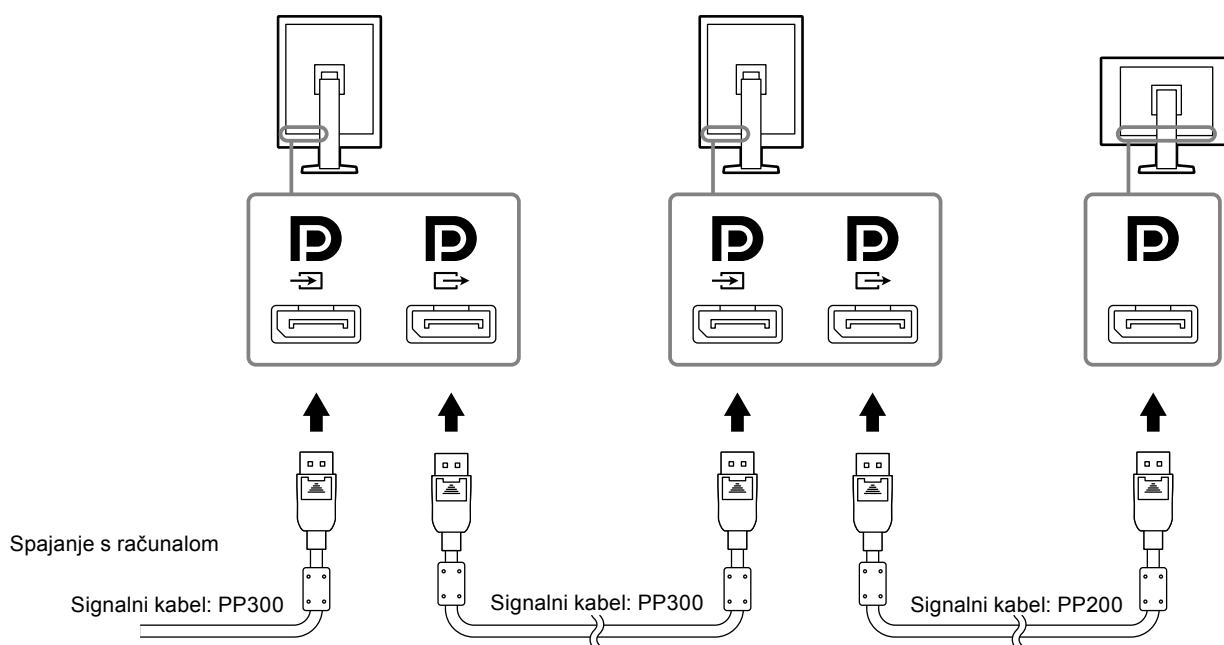 Spajanje s računalom
Signalni kabel: PP300
Signalni kabel: PP300
Signalni kabel: PP200